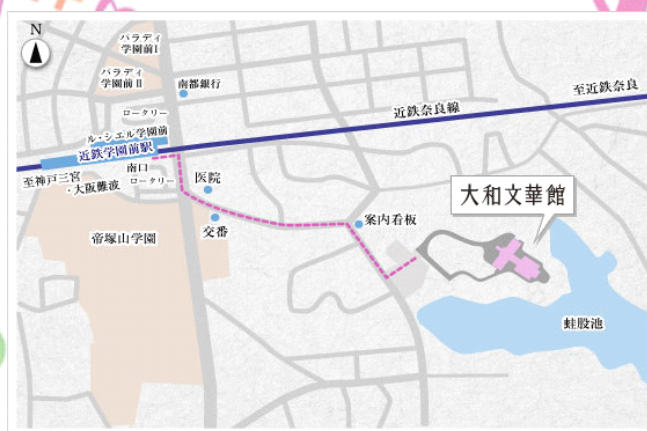 N
パラディ
学園前Ⅰ
パラディ
学園前Ⅱ
南都銀行
ロータリー
近鉄奈良線
至近鉄奈良
ル・シエル学園前
近鉄学園前駅
南口
ロータリー
至神戸三宮
・大阪難波
医院
交番
案内看板
大和文華館
帝塚山学園
蛙股池